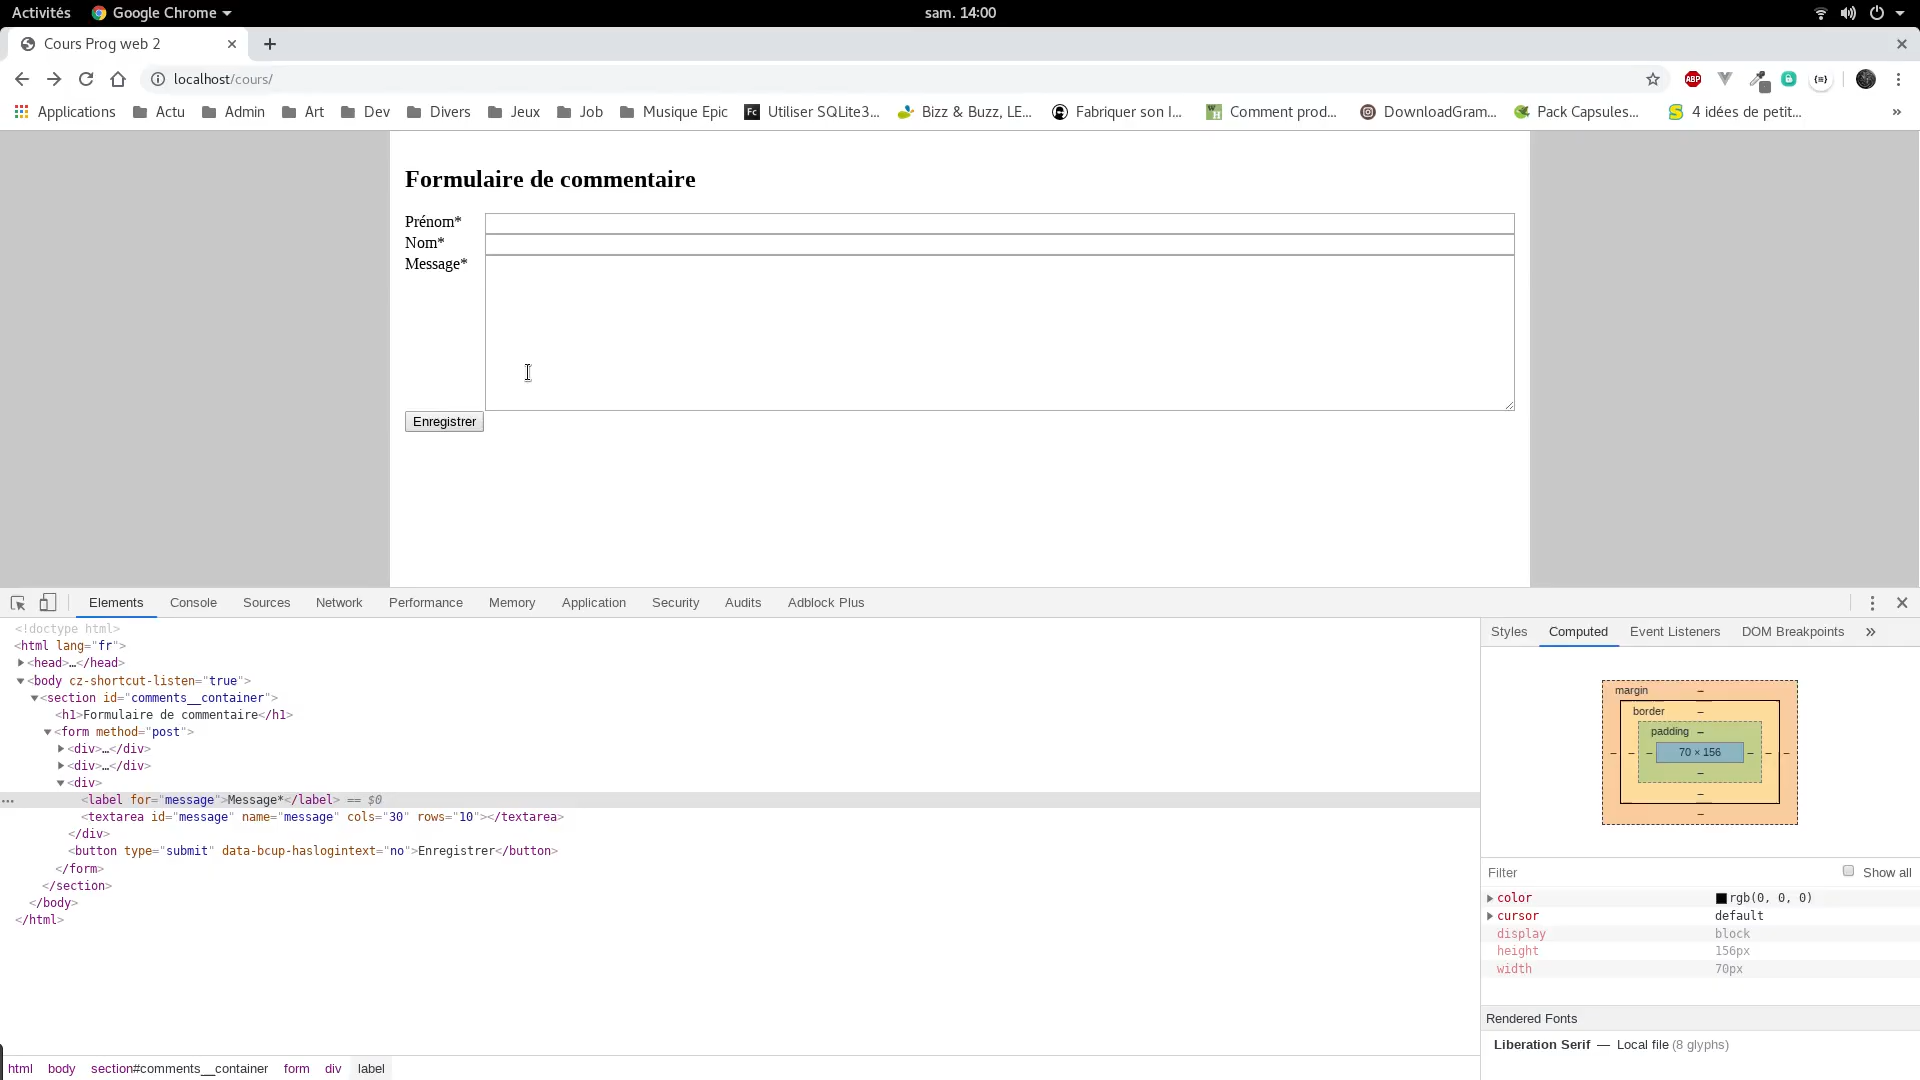 Activités Google Chrome sam. 14:00
Cours Prog web 2
localhost/cours/ ABP
Applications Actu Admin Art Dev Divers Jeux Job Musique Epic Fc Utiliser SQLite3... Bizz & Buzz, LE... Fabriquer son I... Comment prod... DownloadGram... Pack Capsules... 4 idées de petit... »
Formulaire de commentaire
Prénom*
Nom*
Message*
Enregistrer
Elements Console Sources Network Performance Memory Application Security Audits Adblock Plus
<!doctype html>
<html lang="fr">
<head>…</head>
<body cz-shortcut-listen="true">
<section id="comments__container">
<h1>Formulaire de commentaire</h1>
<form method="post">
<div>…</div>
<div>…</div>
<div>
<label for="message">Message*</label> == $0
<textarea id="message" name="message" cols="30" rows="10"></textarea>
</div>
<button type="submit" data-bcup-haslogintext="no">Enregistrer</button>
</form>
</section>
</body>
</html>
html body section#comments__container form div label
Styles Computed Event Listeners DOM Breakpoints »
margin –
border –
padding –
– – – 70 × 156 – – –
–
–
–
Filter Show all
color rgb(0, 0, 0)
cursor default
display block
height 156px
width 70px
Rendered Fonts
Liberation Serif — Local file (8 glyphs)